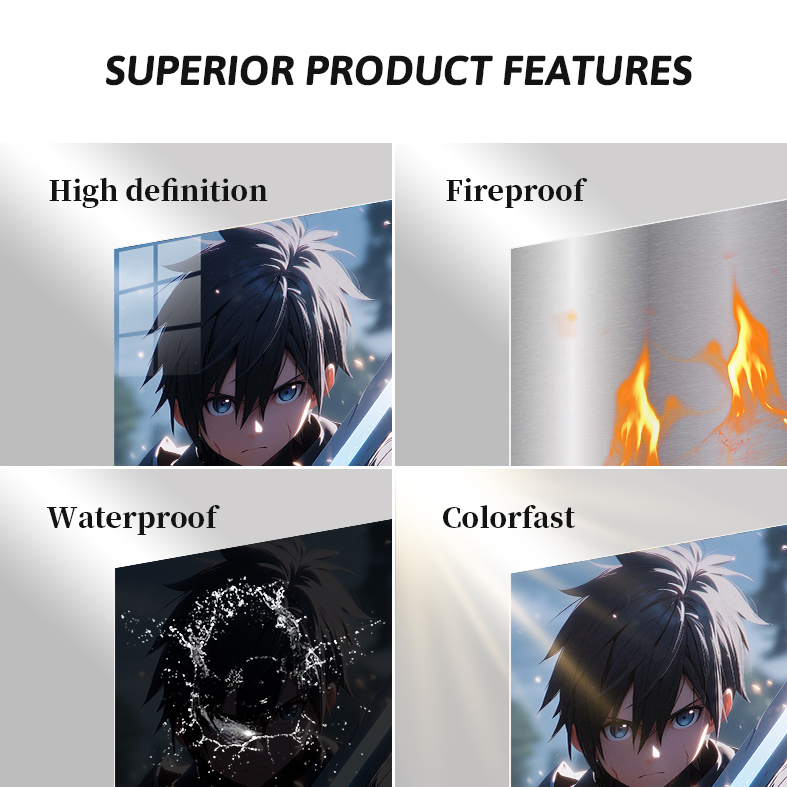 SUPERIOR PRODUCT FEATURES
High definition
Fireproof
Waterproof
Colorfast